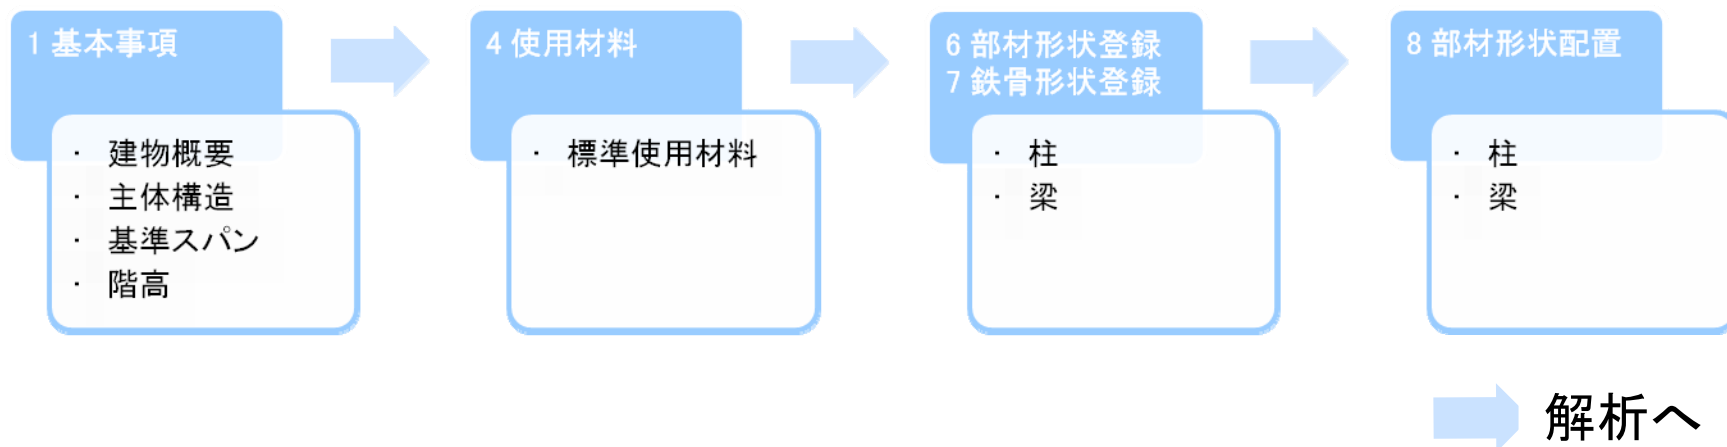 1 基本事項
・ 建物概要
・ 主体構造
・ 基準スパン
・ 階高
4 使用材料
・ 標準使用材料
6 部材形状登録
7 鉄骨形状登録
・ 柱
・ 梁
8 部材形状配置
・ 柱
・ 梁
解析へ